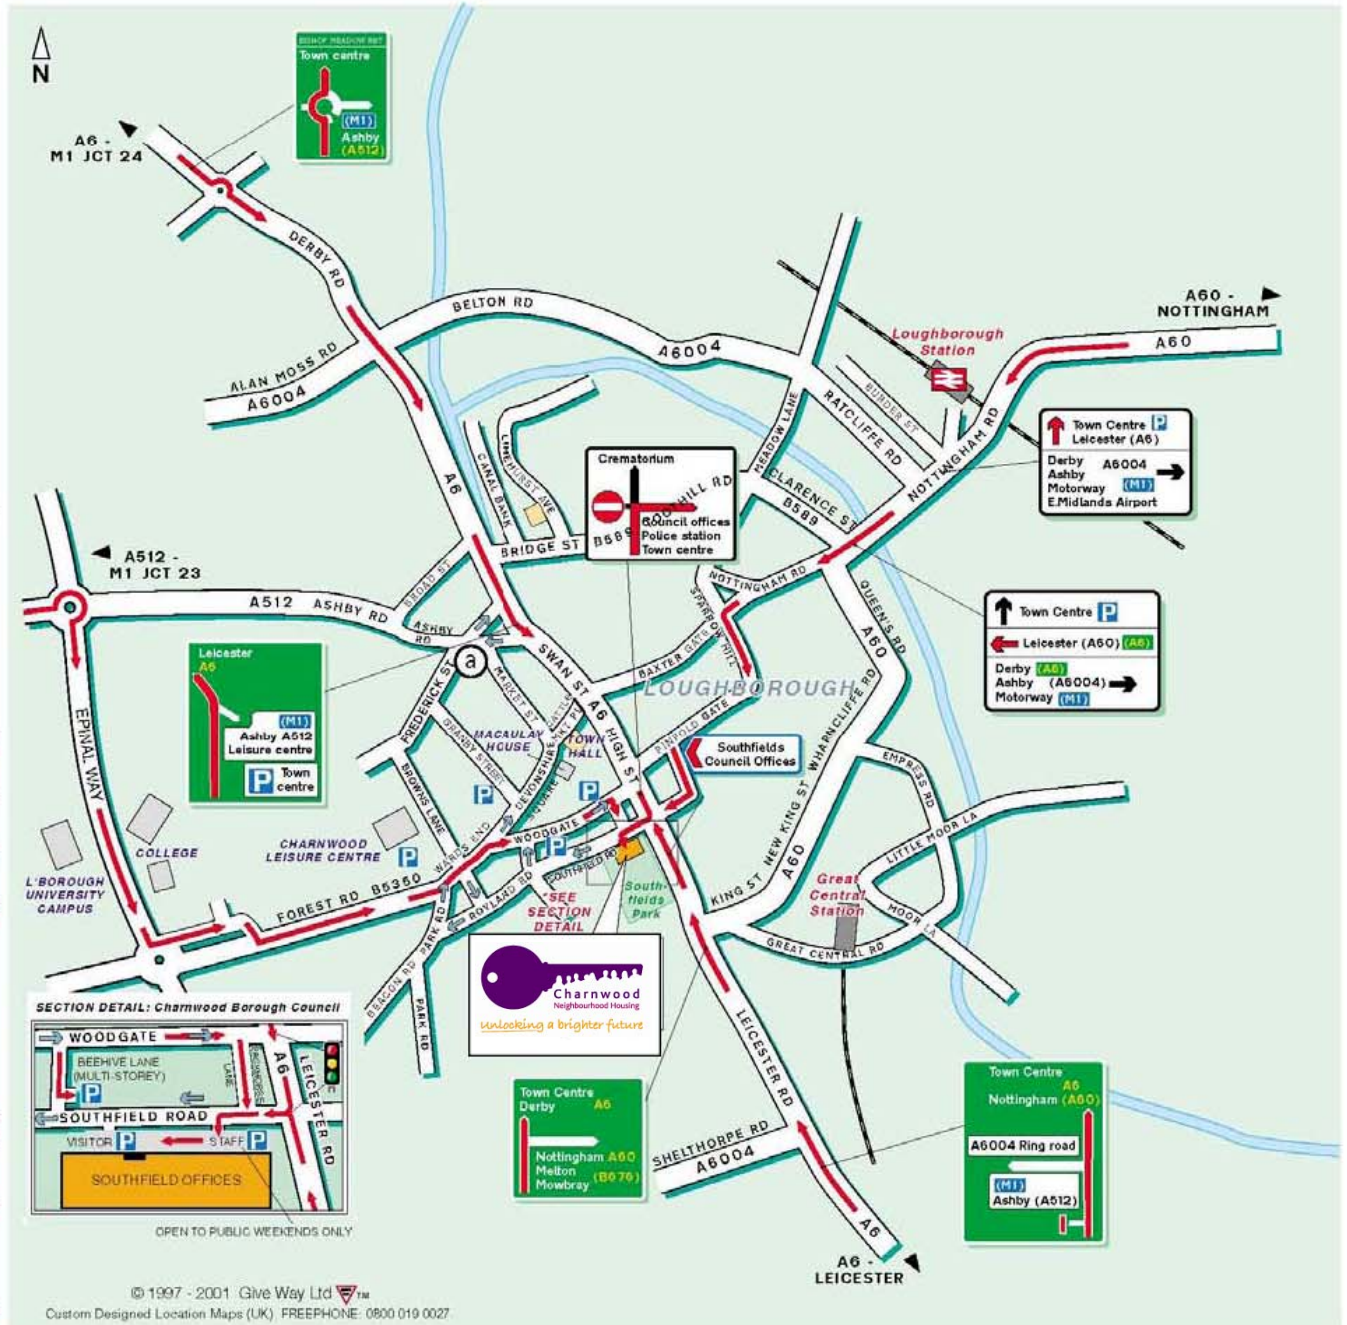 N
BISHOP MEADOW RBT
Town centre
(M1)
Ashby
(A512)
A6 -
M1 JCT 24
DERBY RD
BELTON RD
A6004
ALAN MOSS RD
A6004
A60 -
NOTTINGHAM
A60
Loughborough
Station
BURDER ST
RATCLIFFE RD
MEADOW LANE
NOTTINGHAM RD
Town Centre P
Leicester (A6)
Derby A6004
Ashby
Motorway (M1)
E.Midlands Airport
A6
CANAL BANK
LIMEHURST AVE
Crematorium
Council offices
Police station
Town centre
BRIDGE ST
B589
CLARENCE ST
B589
NOTTINGHAM RD
QUEEN'S RD
A60
Town Centre P
Leicester (A60) (A6)
Derby (A6)
Ashby (A6004)
Motorway (M1)
A512 -
M1 JCT 23
A512 ASHBY RD
BROAD ST
ASHBY
RD
a
Leicester
A6
(M1)
Ashby A512
Leisure centre
P Town
centre
SWAN ST
A6 HIGH ST
SPARROW HILL
BAXTER GATE
LOUGHBOROUGH
PINFOLD GATE
Southfields
Council Offices
FREDERICK ST
MARKET ST
GRANBY STREET
MACAULAY
HOUSE
TOWN
HALL
DEVONSHIRE
SQUARE
P
P
P
P
BROWNS LANE
WARDS END
WOODGATE
SOUTHFIELD RD
EPINAL WAY
COLLEGE
L'BOROUGH
UNIVERSITY
CAMPUS
CHARNWOOD
LEISURE CENTRE
FOREST RD B5350
ROYLAND RD
PARK RD
BEACON RD
PARK RD
*SEE
SECTION
DETAIL
South-
fields
Park
KING ST
NEW KING ST
WHARNCLIFFE RD
A60
EMPRESS RD
LITTLE MOOR LA
MOOR LA
Great
Central
Station
GREAT CENTRAL RD
Charnwood
Neighbourhood Housing
Unlocking a brighter future
LEICESTER RD
SHELTHORPE RD
A6004
A6
A6 -
LEICESTER
Town Centre
Derby A6
Nottingham A60
Melton
Mowbray (B676)
Town Centre
A6
Nottingham (A60)
A6004 Ring road
(M1)
Ashby (A512)
SECTION DETAIL: Charnwood Borough Council
WOODGATE
BEEHIVE LANE
(MULTI-STOREY)
P
LANE
A6
LEICESTER RD
SOUTHFIELD ROAD
VISITOR P
STAFF P
SOUTHFIELD OFFICES
OPEN TO PUBLIC WEEKENDS ONLY
© 1997 - 2001 Give Way Ltd TM
Custom Designed Location Maps (UK) FREEPHONE: 0800 019 0027